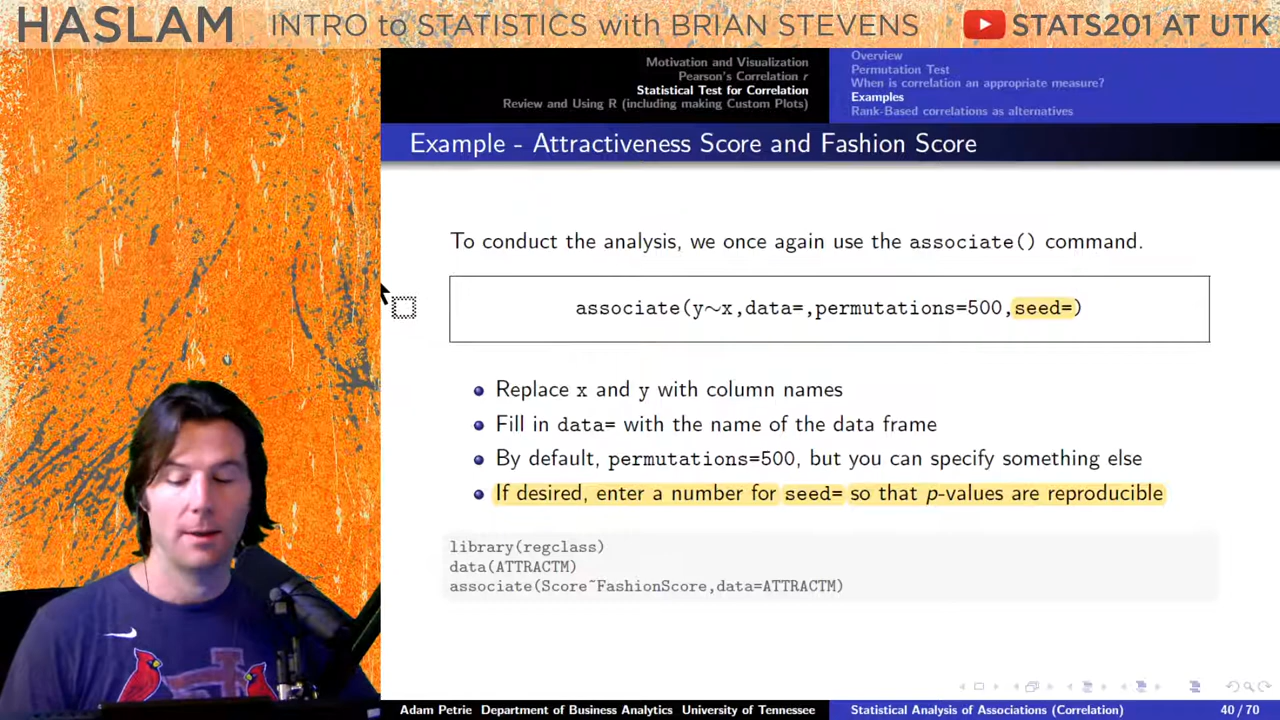 HASLAM INTRO to STATISTICS with BRIAN STEVENS STATS201 AT UTK
Motivation and Visualization
Pearson's Correlation r
Statistical Test for Correlation
Review and Using R (including making Custom Plots)
Overview
Permutation Test
When is correlation an appropriate measure?
Examples
Rank-Based correlations as alternatives
Example - Attractiveness Score and Fashion Score
To conduct the analysis, we once again use the associate() command.
associate(y~x,data=,permutations=500,seed=)
Replace x and y with column names
Fill in data= with the name of the data frame
By default, permutations=500, but you can specify something else
If desired, enter a number for seed= so that p-values are reproducible
library(regclass)
data(ATTRACTM)
associate(Score~FashionScore,data=ATTRACTM)
Adam Petrie Department of Business Analytics University of Tennessee Statistical Analysis of Associations (Correlation) 40 / 70